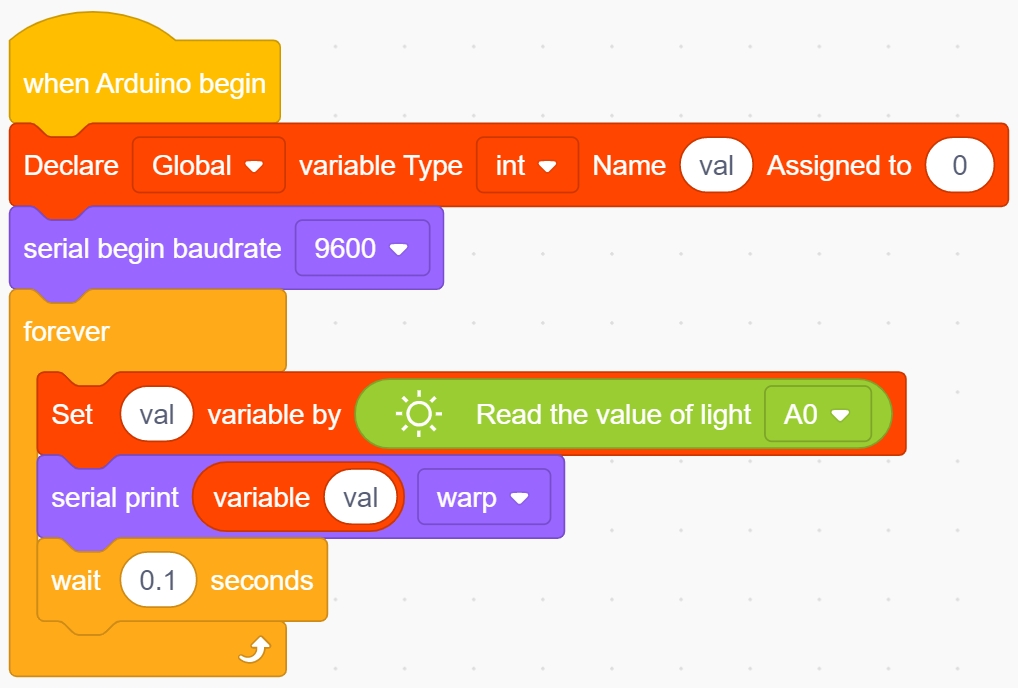 when Arduino begin
Declare Global variable Type int Name val Assigned to 0
serial begin baudrate 9600
forever
Set val variable by Read the value of light A0
serial print variable val warp
wait 0.1 seconds